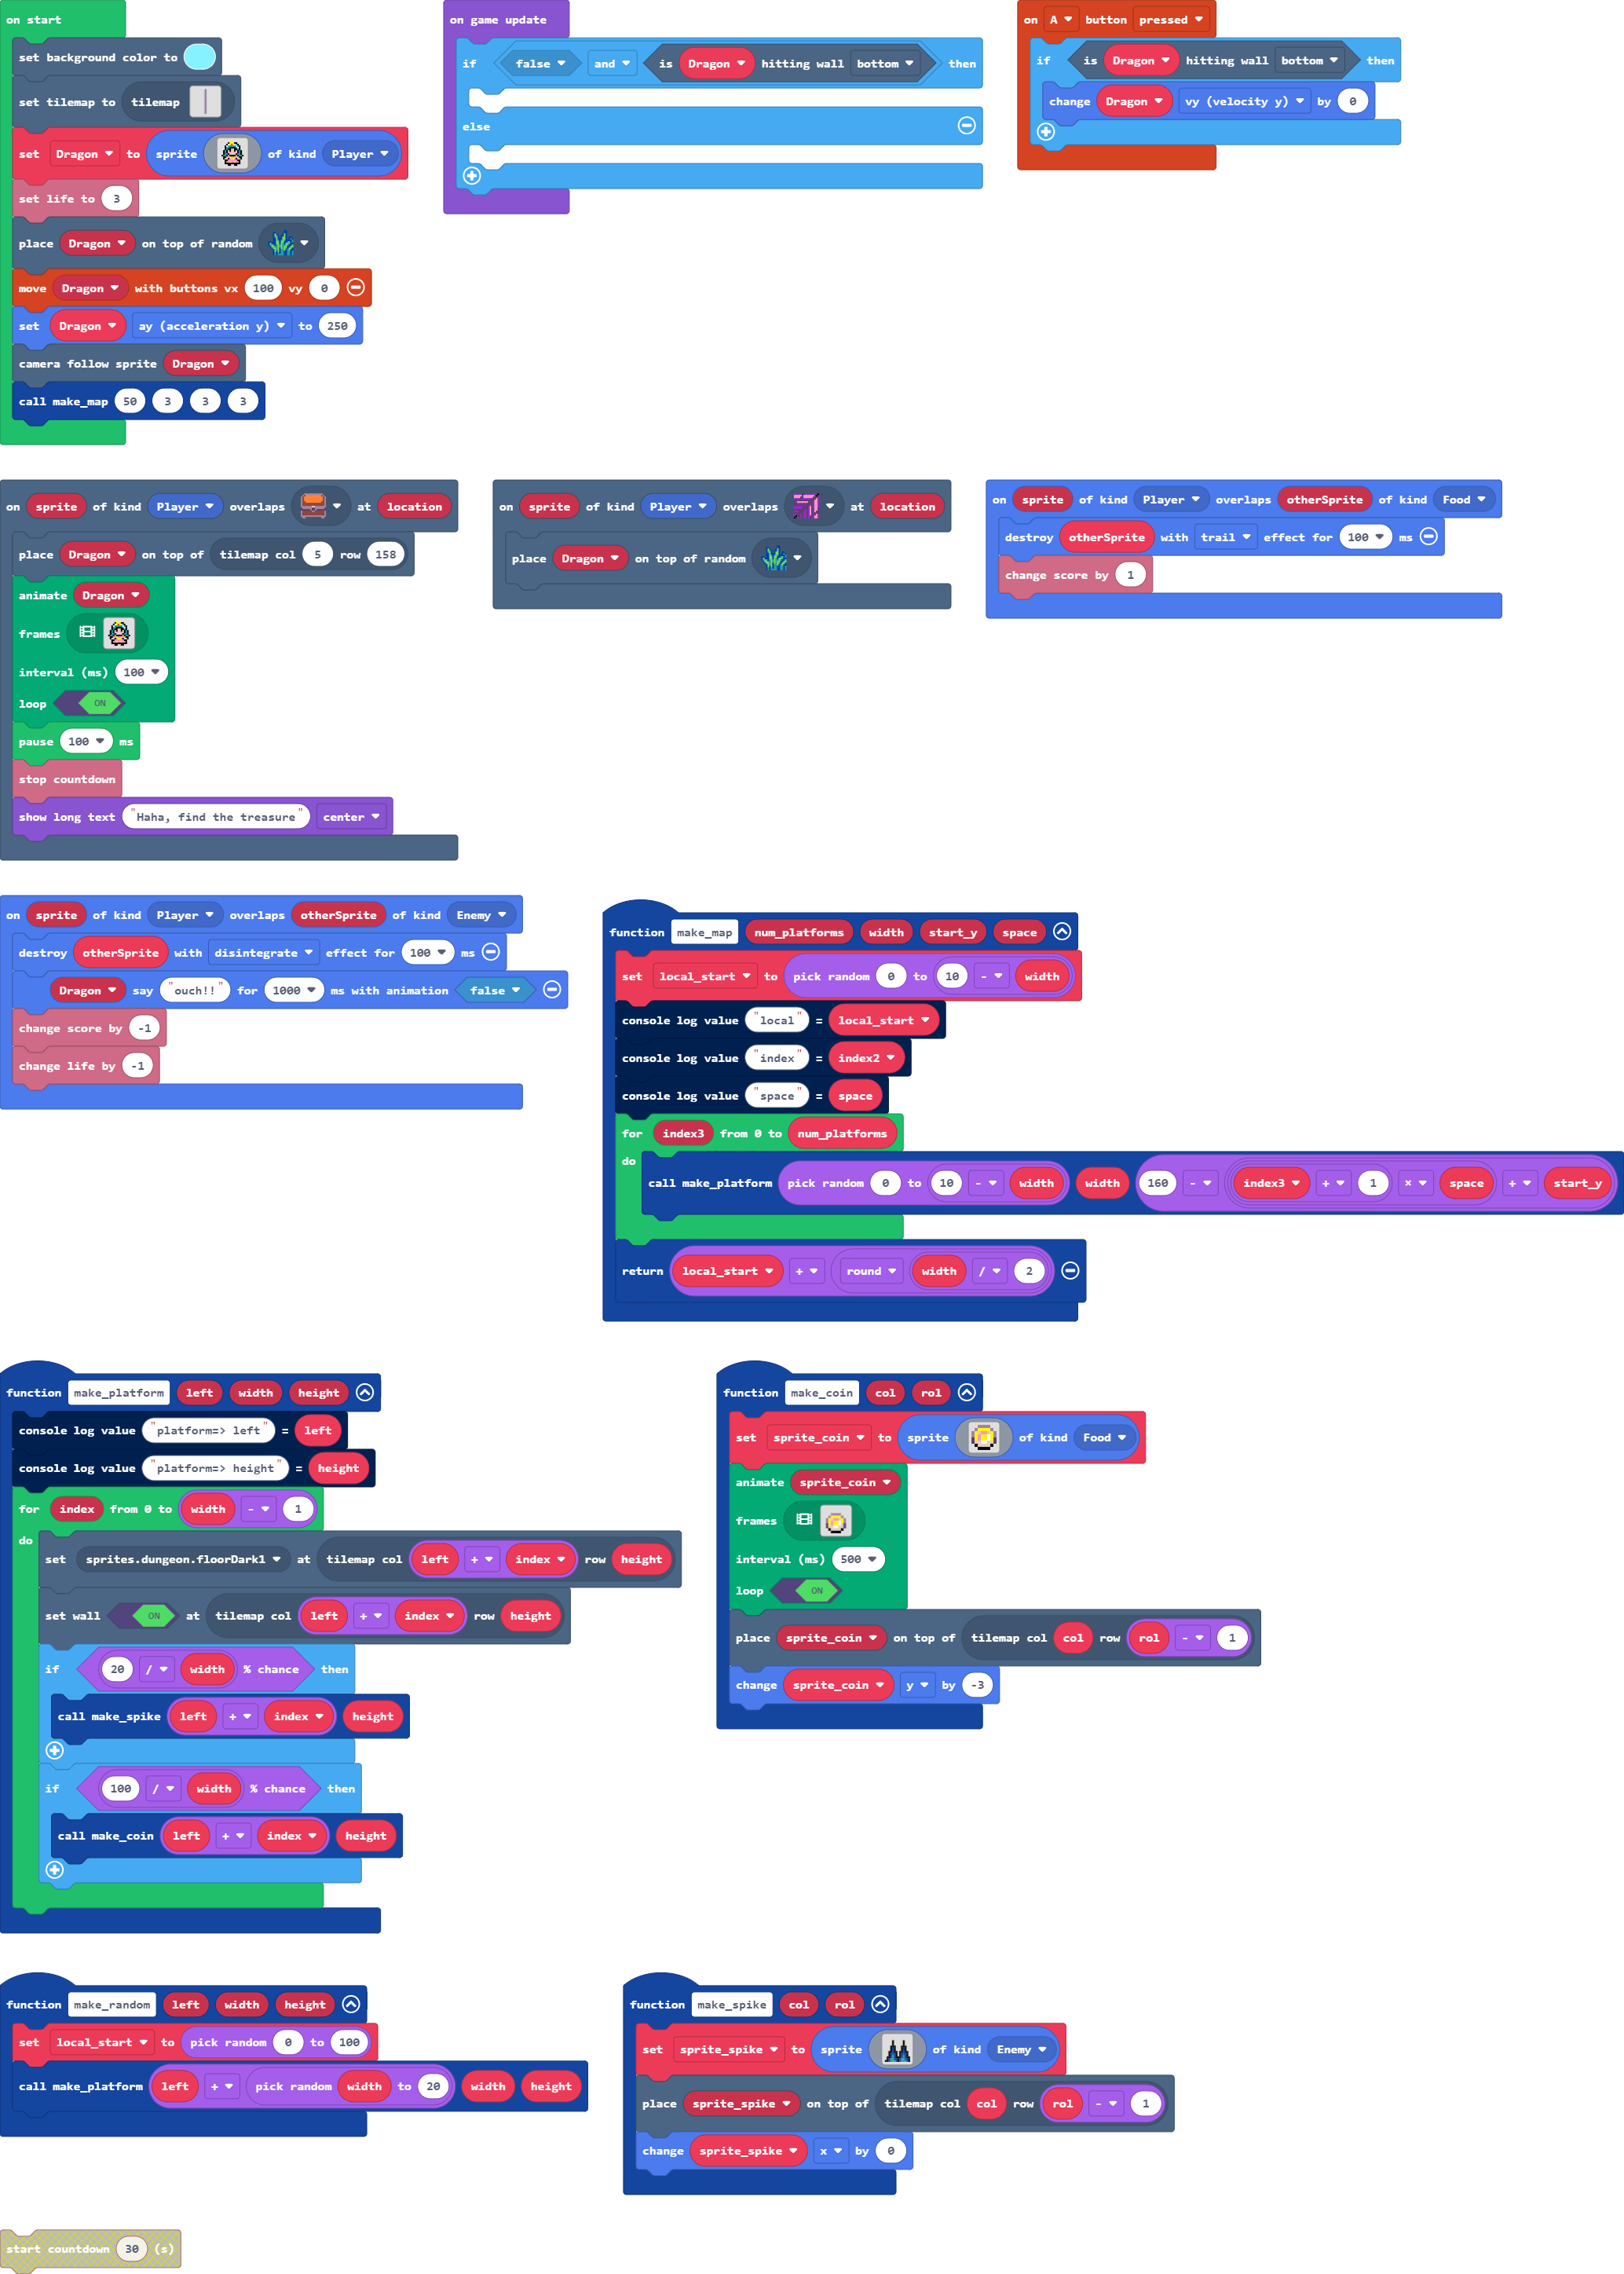 on start
set background color to
set tilemap to tilemap
set Dragon to sprite of kind Player
set life to 3
place Dragon on top of random
move Dragon with buttons vx 100 vy 0
set Dragon ay (acceleration y) to 250
camera follow sprite Dragon
call make_map 50 3 3 3
on game update
if false and is Dragon hitting wall bottom then
else
on A button pressed
if is Dragon hitting wall bottom then
change Dragon vy (velocity y) by 0
on sprite of kind Player overlaps at location
place Dragon on top of tilemap col 5 row 158
animate Dragon
frames
interval (ms) 100
loop ON
pause 100 ms
stop countdown
show long text "Haha, find the treasure" center
on sprite of kind Player overlaps at location
place Dragon on top of random
on sprite of kind Player overlaps otherSprite of kind Food
destroy otherSprite with trail effect for 100 ms
change score by 1
on sprite of kind Player overlaps otherSprite of kind Enemy
destroy otherSprite with disintegrate effect for 100 ms
Dragon say "ouch!!" for 1000 ms with animation false
change score by -1
change life by -1
function make_map num_platforms width start_y space
set local_start to pick random 0 to 10 - width
console log value "local" = local_start
console log value "index" = index2
console log value "space" = space
for index3 from 0 to num_platforms
do
call make_platform pick random 0 to 10 - width width 160 - index3 + 1 × space + start_y
return local_start + round width / 2
function make_platform left width height
console log value "platform=> left" = left
console log value "platform=> height" = height
for index from 0 to width - 1
do
set sprites.dungeon.floorDark1 at tilemap col left + index row height
set wall ON at tilemap col left + index row height
if 20 / width % chance then
call make_spike left + index height
if 100 / width % chance then
call make_coin left + index height
function make_coin col rol
set sprite_coin to sprite of kind Food
animate sprite_coin
frames
interval (ms) 500
loop ON
place sprite_coin on top of tilemap col col row rol - 1
change sprite_coin y by -3
function make_random left width height
set local_start to pick random 0 to 100
call make_platform left + pick random width to 20 width height
function make_spike col rol
set sprite_spike to sprite of kind Enemy
place sprite_spike on top of tilemap col col row rol - 1
change sprite_spike x by 0
start countdown 30 (s)